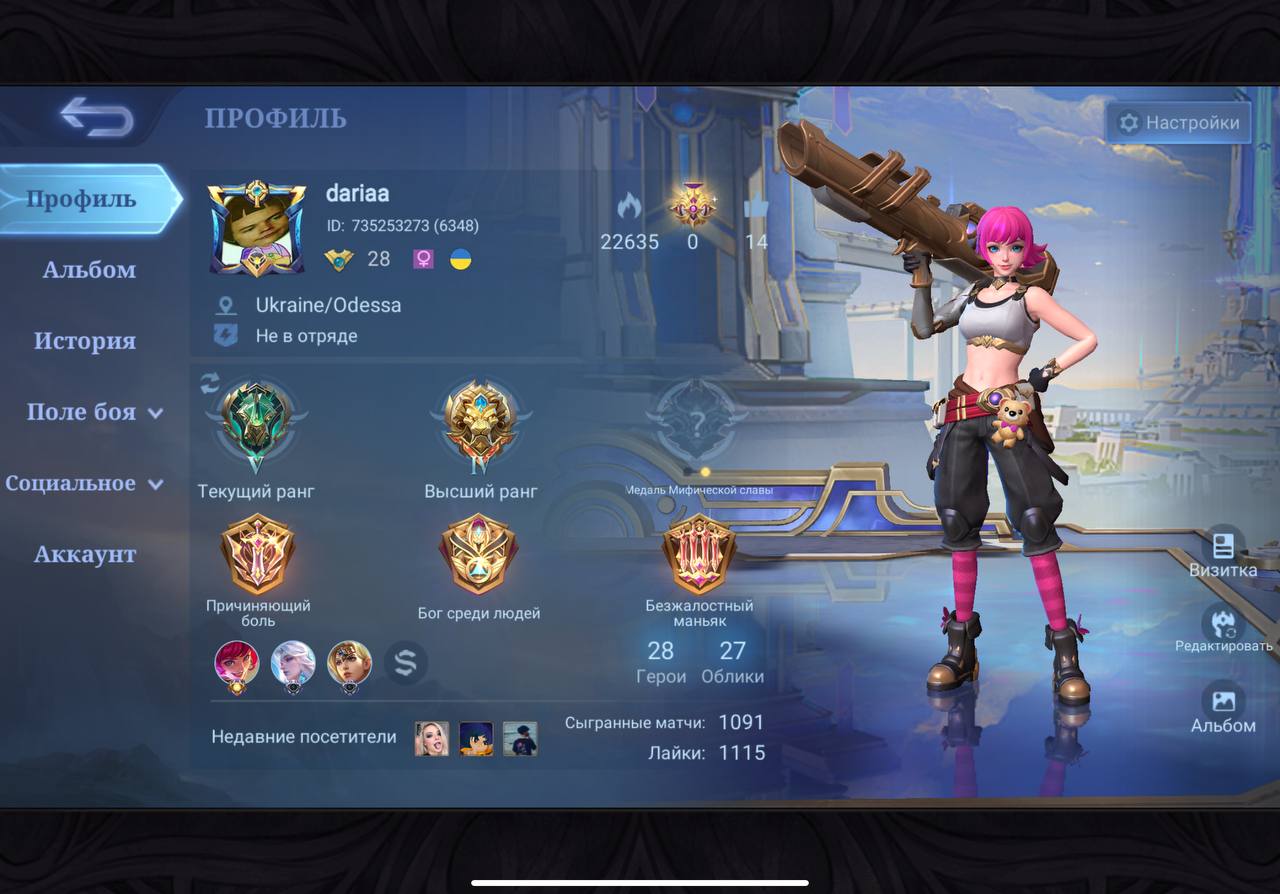 ПРОФИЛЬ
Настройки
Профиль
Альбом
История
Поле боя
Социальное
Аккаунт
dariaa
ID: 735253273 (6348)
28
22635
0
14
Ukraine/Odessa
Не в отряде
V
IV
?
Текущий ранг
Высший ранг
Медаль Мифической славы
Причиняющий
боль
Бог среди людей
Безжалостный
маньяк
28
27
Герои
Облики
Недавние посетители
Сыгранные матчи: 1091
Лайки: 1115
Визитка
Редактировать
Альбом